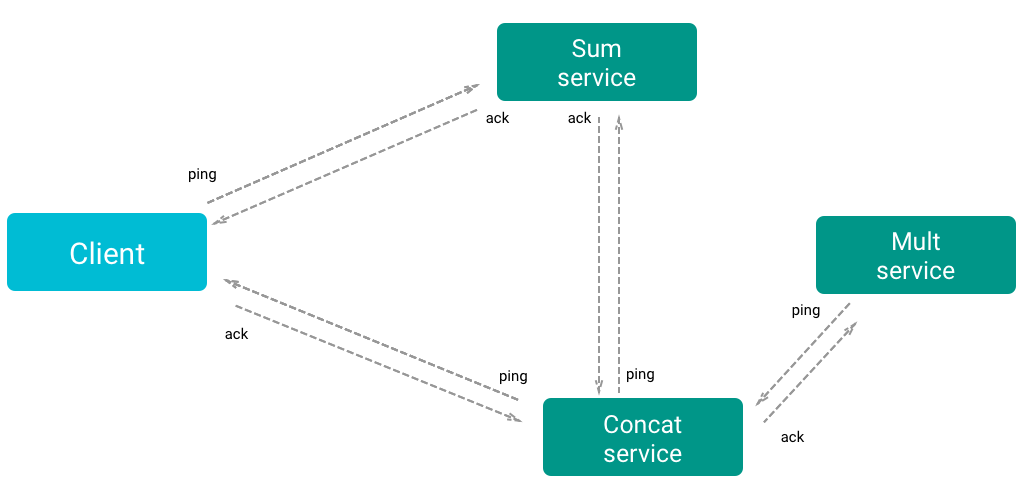 Sum
service
ack
ack
ping
Client
Mult
service
ping
ack
ping
ping
Concat
service
ack